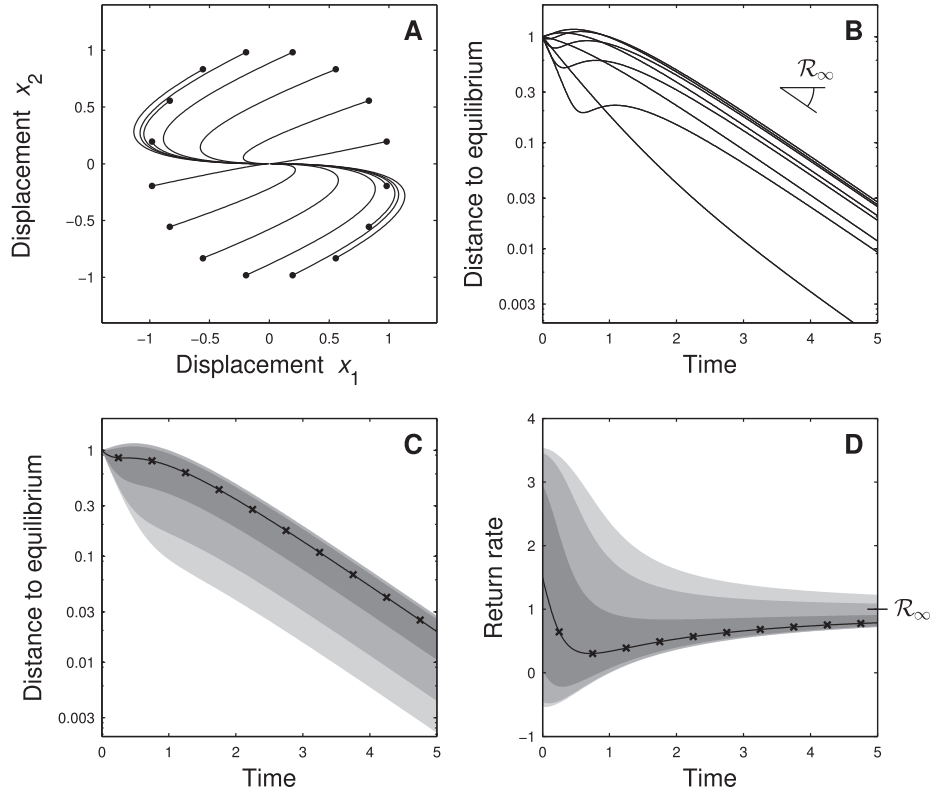 A
Displacement x2
1
0.5
0
−0.5
−1
−1 −0.5 0 0.5 1
Displacement x1
B
Distance to equilibrium
1
0.3
0.1
0.03
0.01
0.003
R∞
0 1 2 3 4 5
Time
C
Distance to equilibrium
1
0.3
0.1
0.03
0.01
0.003
0 1 2 3 4 5
Time
D
Return rate
4
3
2
1
0
−1
R∞
0 1 2 3 4 5
Time